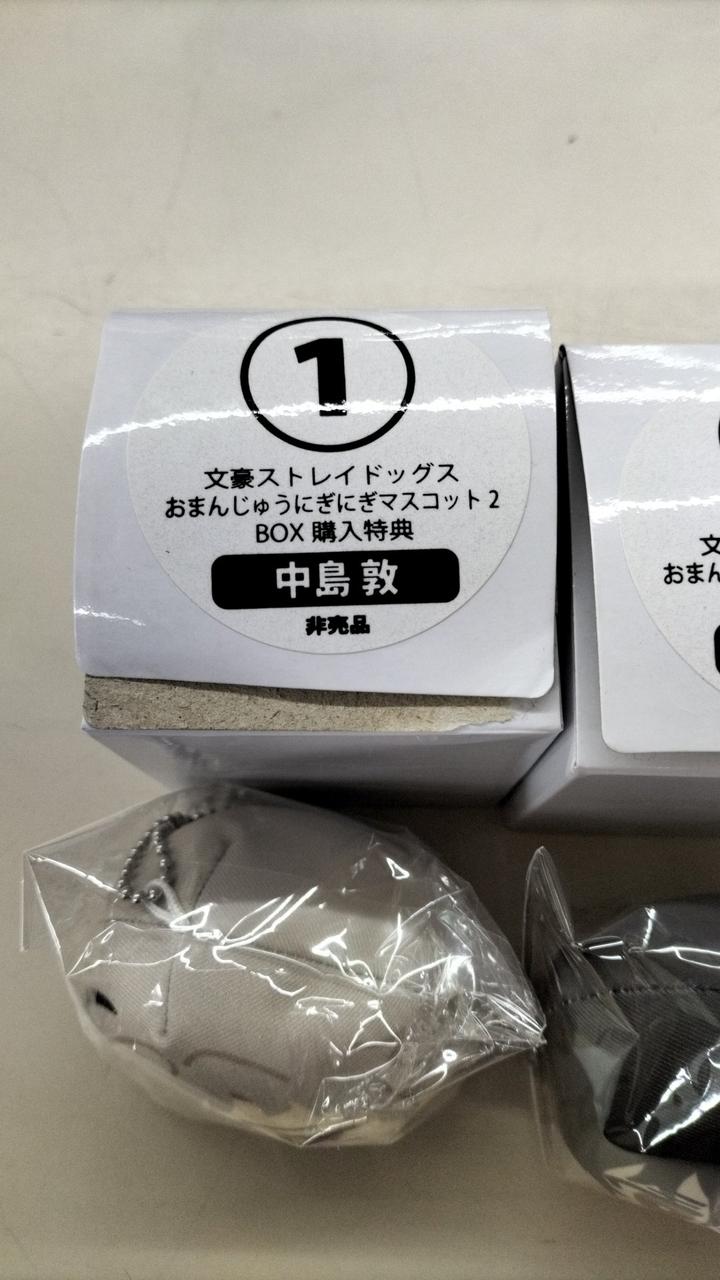 ①
文豪ストレイドッグス
おまんじゅうにぎにぎマスコット2
BOX 購入特典
中島 敦
非売品
文
おまん